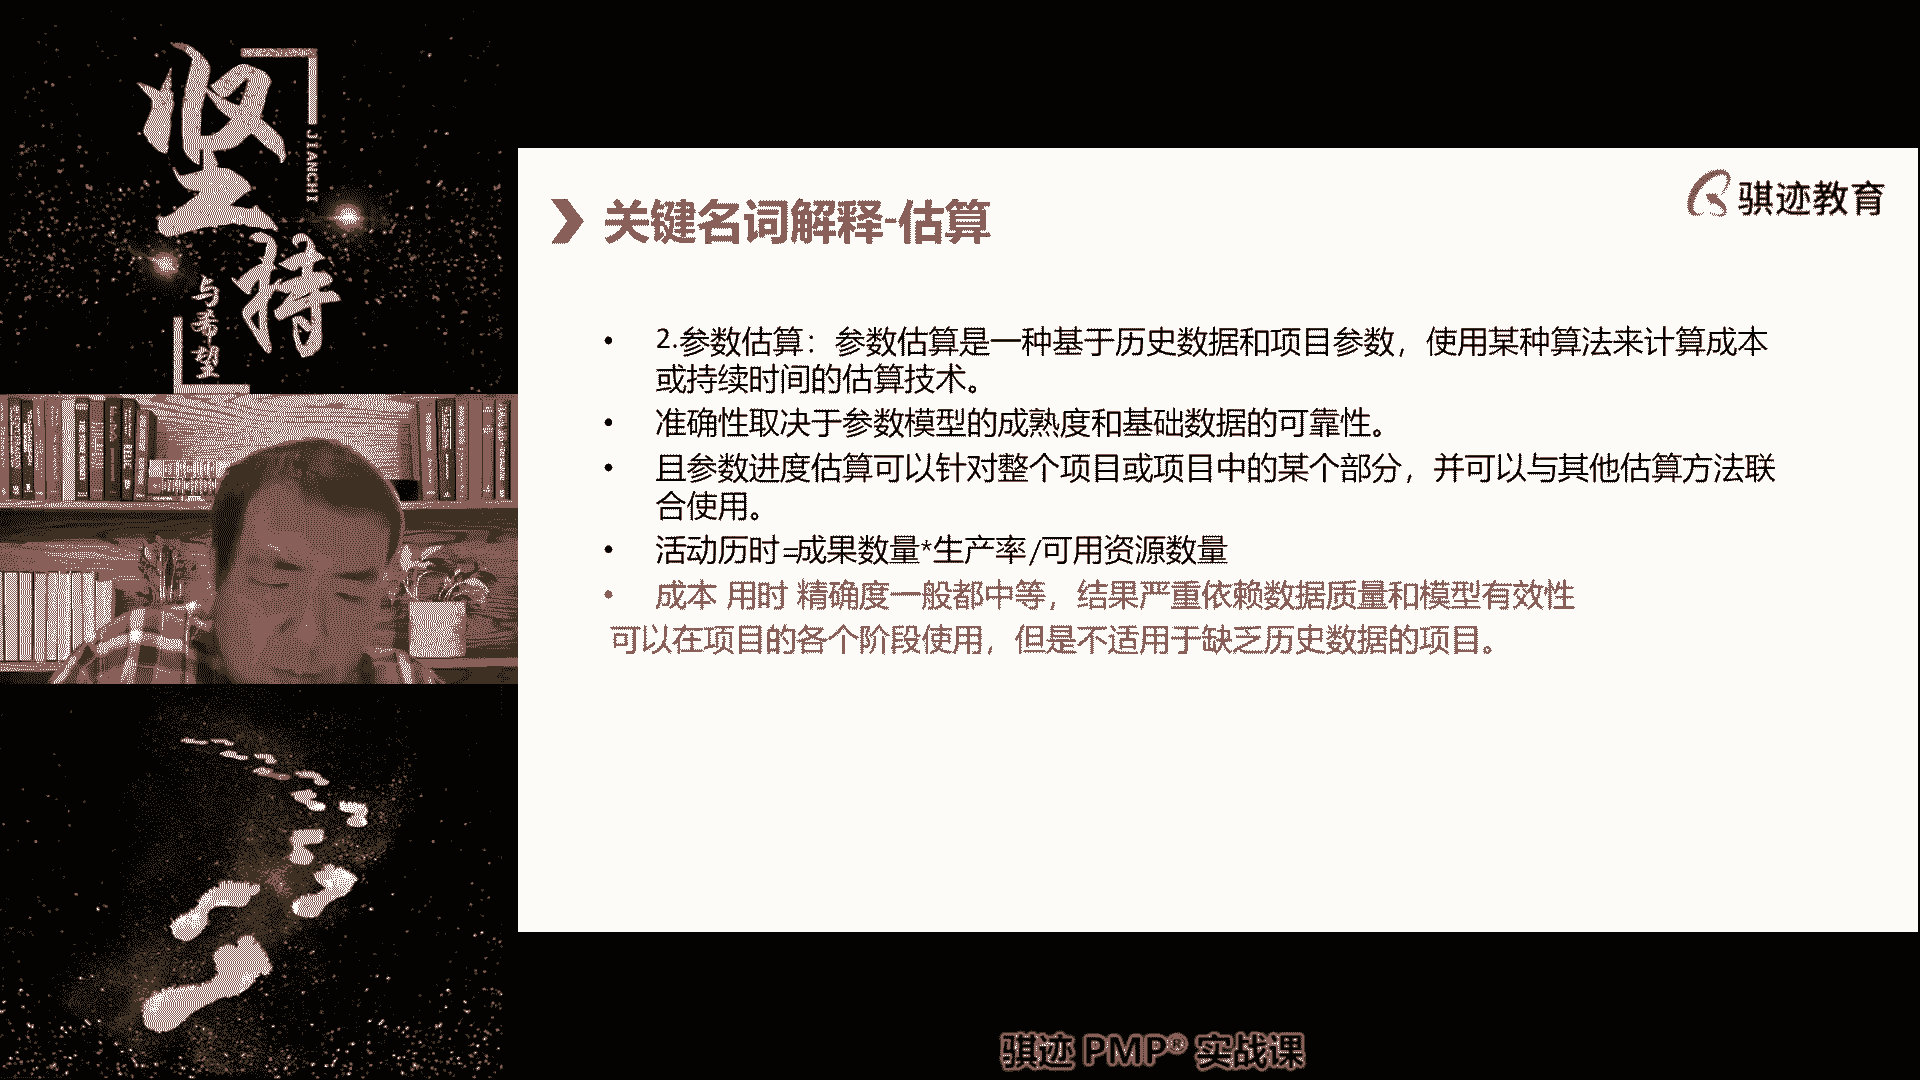 坚持
JIANCHI
与希望
骐迹教育
关键名词解释-估算
• 2.参数估算：参数估算是一种基于历史数据和项目参数，使用某种算法来计算成本
或持续时间的估算技术。
• 准确性取决于参数模型的成熟度和基础数据的可靠性。
• 且参数进度估算可以针对整个项目或项目中的某个部分，并可以与其他估算方法联
合使用。
• 活动历时=成果数量*生产率/可用资源数量
• 成本 用时 精确度一般都中等，结果严重依赖数据质量和模型有效性
可以在项目的各个阶段使用，但是不适用于缺乏历史数据的项目。
骐迹 PMP® 实战课